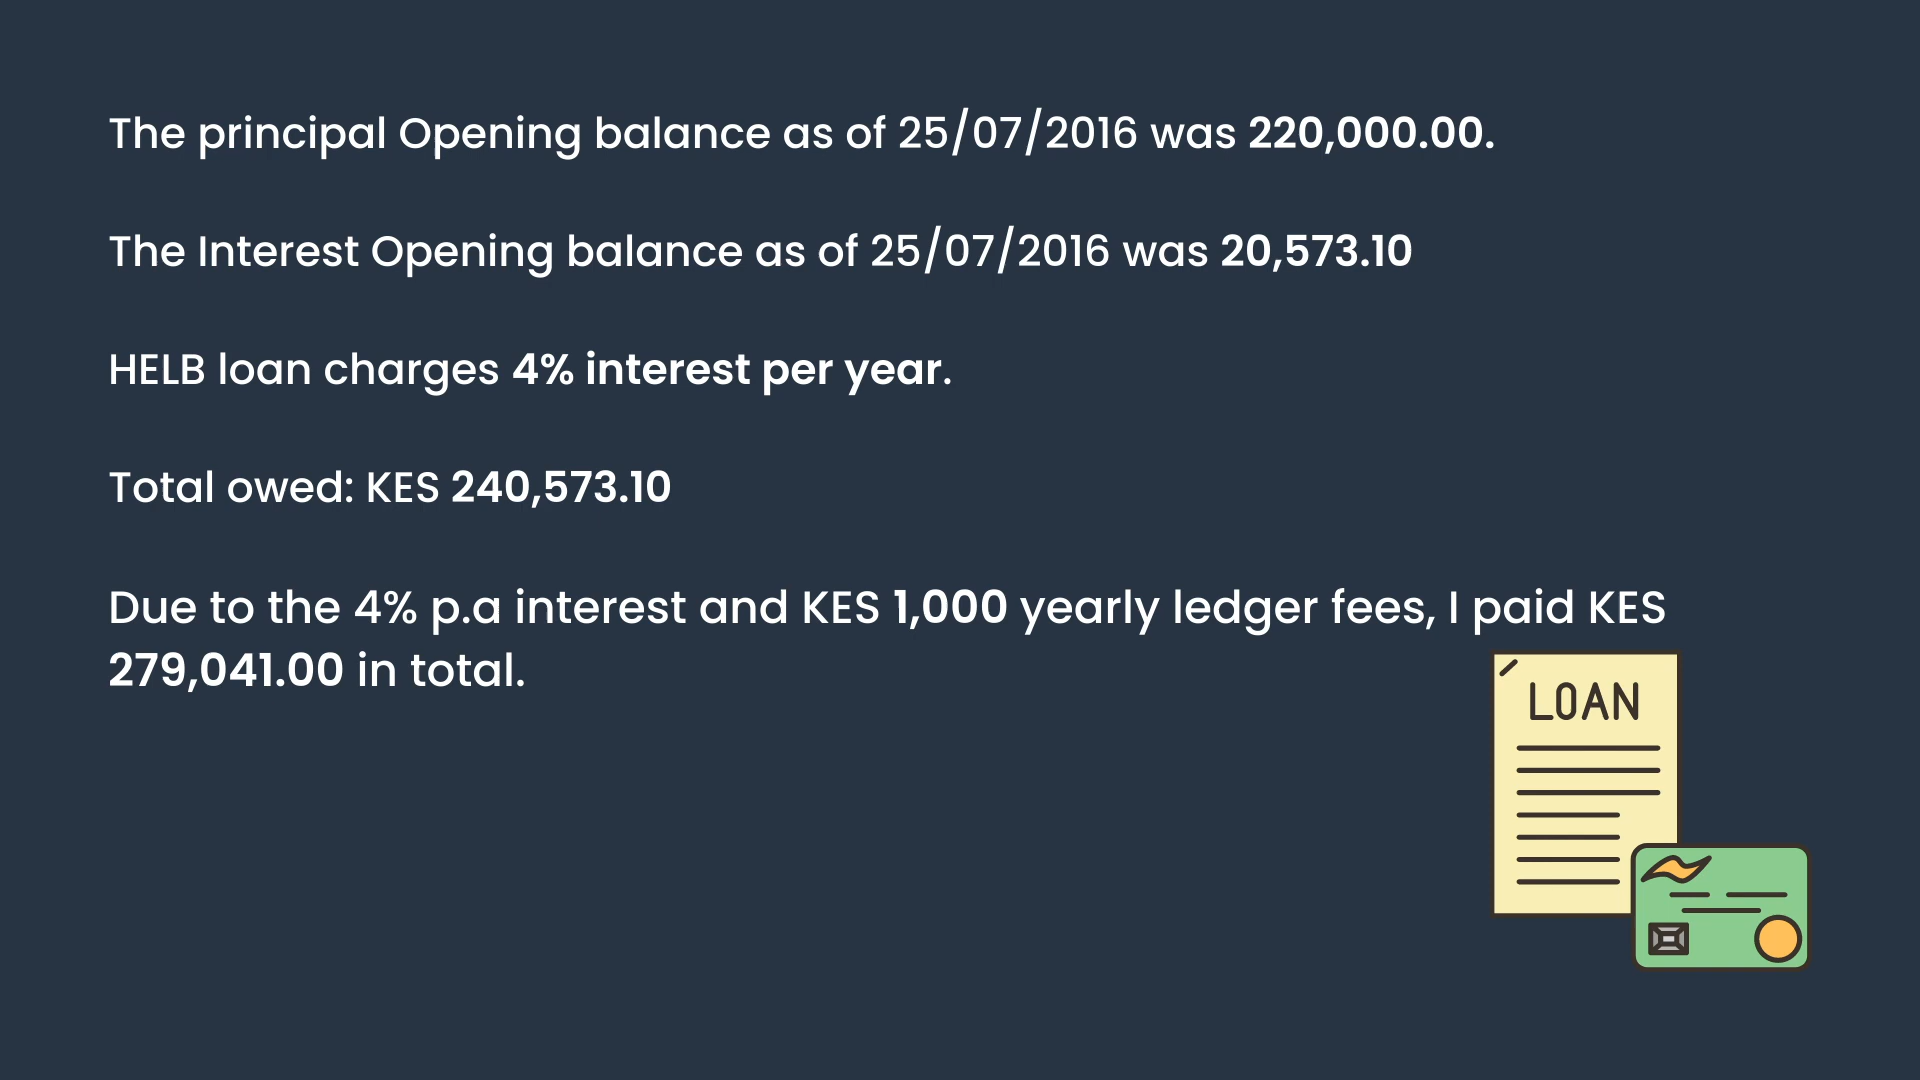 The principal Opening balance as of 25/07/2016 was 220,000.00.
The Interest Opening balance as of 25/07/2016 was 20,573.10
HELB loan charges 4% interest per year.
Total owed: KES 240,573.10
Due to the 4% p.a interest and KES 1,000 yearly ledger fees, I paid KES
279,041.00 in total.
LOAN